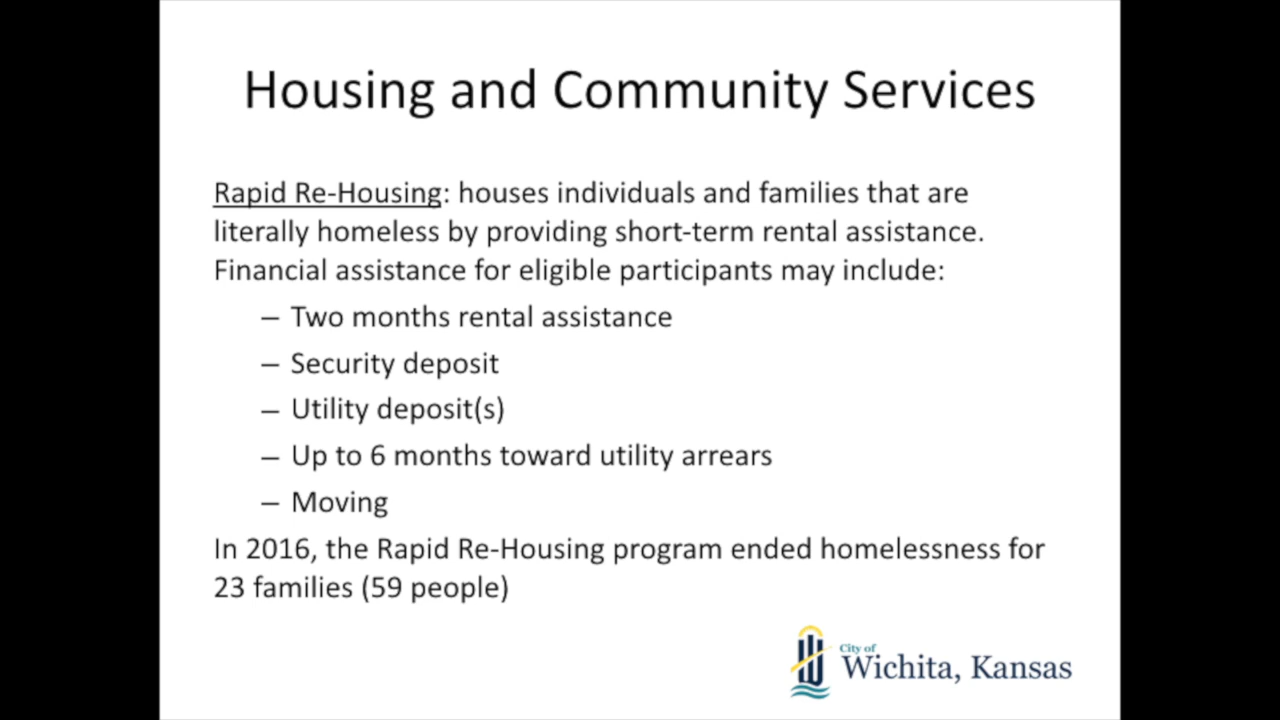 Housing and Community Services
Rapid Re-Housing: houses individuals and families that are
literally homeless by providing short-term rental assistance.
Financial assistance for eligible participants may include:
– Two months rental assistance
– Security deposit
– Utility deposit(s)
– Up to 6 months toward utility arrears
– Moving
In 2016, the Rapid Re-Housing program ended homelessness for
23 families (59 people)
City of
Wichita, Kansas